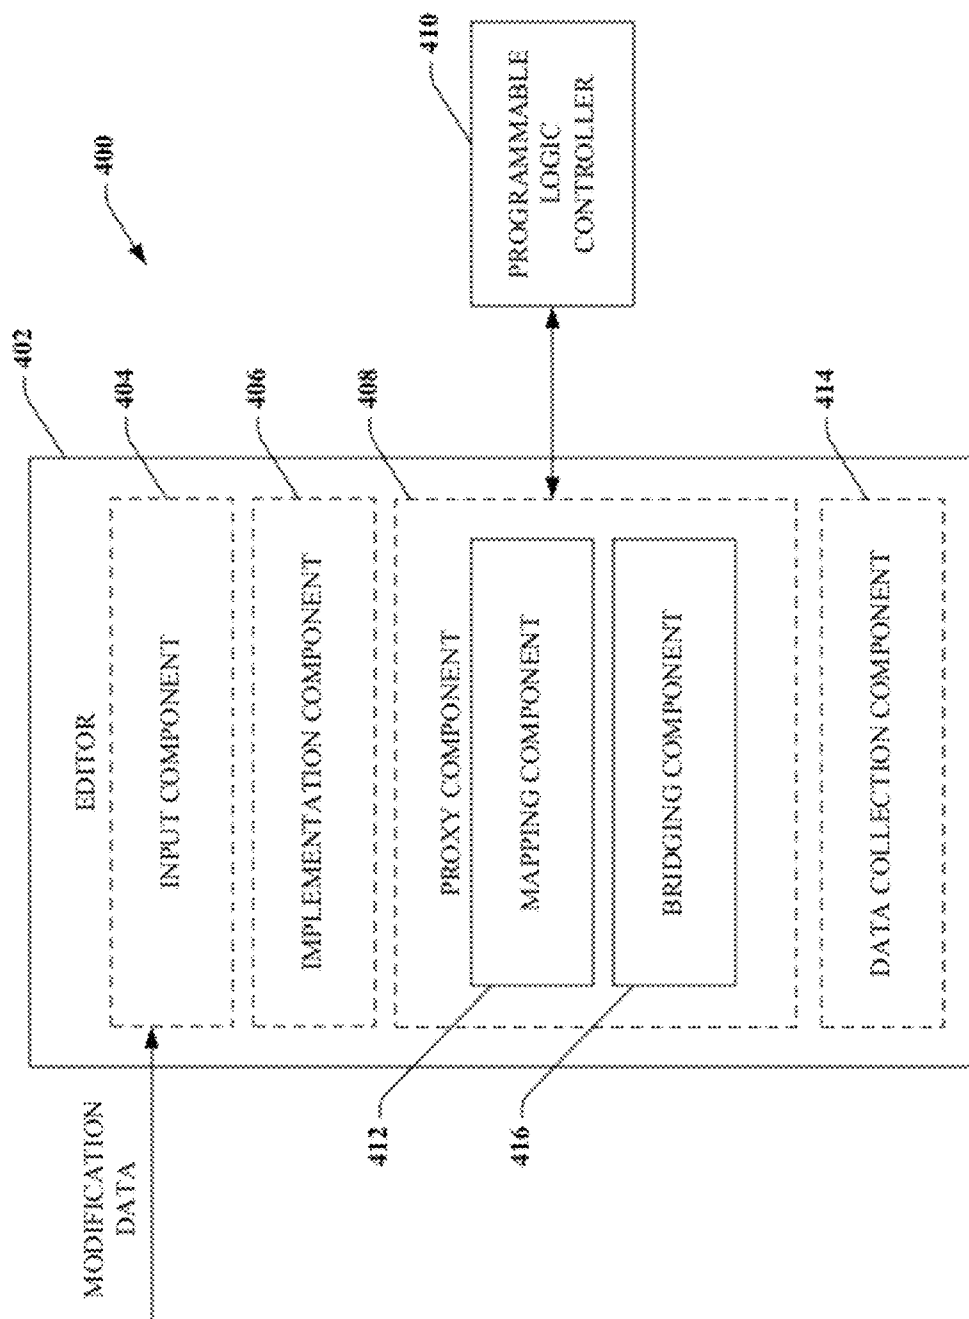 400
402
EDITOR
MODIFICATION
DATA
INPUT COMPONENT
404
IMPLEMENTATION COMPONENT
406
408
PROXY COMPONENT
412
MAPPING COMPONENT
416
BRIDGING COMPONENT
410
PROGRAMMABLE
LOGIC
CONTROLLER
DATA COLLECTION COMPONENT
414